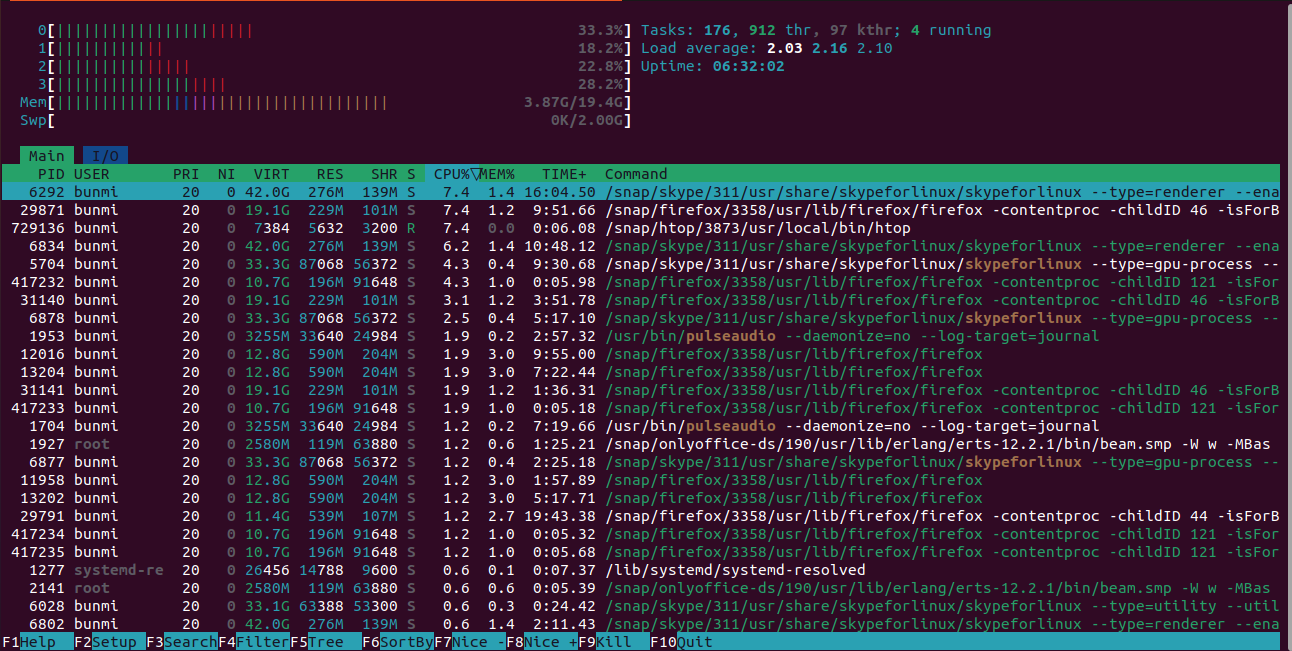 0[||||||||||||||||||||||| 33.3%] Tasks: 176, 912 thr, 97 kthr; 4 running
1[|||||||||||| 18.2%] Load average: 2.03 2.16 2.10
2[||||||||||||||| 22.8%] Uptime: 06:32:02
3[||||||||||||||||||| 28.2%]
Mem[||||||||||||||||||||||||||||||||||||| 3.87G/19.4G]
Swp[ 0K/2.00G]
Main I/O
PID USER PRI NI VIRT RES SHR S CPU%▽MEM% TIME+ Command
6292 bunmi 20 0 42.0G 276M 139M S 7.4 1.4 16:04.50 /snap/skype/311/usr/share/skypeforlinux/skypeforlinux --type=renderer --ena
29871 bunmi 20 0 19.1G 229M 101M S 7.4 1.2 9:51.66 /snap/firefox/3358/usr/lib/firefox/firefox -contentproc -childID 46 -isForB
729136 bunmi 20 0 7384 5632 3200 R 7.4 0.0 0:06.08 /snap/htop/3873/usr/local/bin/htop
6834 bunmi 20 0 42.0G 276M 139M S 6.2 1.4 10:48.12 /snap/skype/311/usr/share/skypeforlinux/skypeforlinux --type=renderer --ena
5704 bunmi 20 0 33.3G 87068 56372 S 4.3 0.4 9:30.68 /snap/skype/311/usr/share/skypeforlinux/skypeforlinux --type=gpu-process --
417232 bunmi 20 0 10.7G 196M 91648 S 4.3 1.0 0:05.98 /snap/firefox/3358/usr/lib/firefox/firefox -contentproc -childID 121 -isFor
31140 bunmi 20 0 19.1G 229M 101M S 3.1 1.2 3:51.78 /snap/firefox/3358/usr/lib/firefox/firefox -contentproc -childID 46 -isForB
6878 bunmi 20 0 33.3G 87068 56372 S 2.5 0.4 5:17.10 /snap/skype/311/usr/share/skypeforlinux/skypeforlinux --type=gpu-process --
1953 bunmi 20 0 3255M 33640 24984 S 1.9 0.2 2:57.32 /usr/bin/pulseaudio --daemonize=no --log-target=journal
12016 bunmi 20 0 12.8G 590M 204M S 1.9 3.0 9:55.00 /snap/firefox/3358/usr/lib/firefox/firefox
13204 bunmi 20 0 12.8G 590M 204M S 1.9 3.0 7:22.44 /snap/firefox/3358/usr/lib/firefox/firefox
31141 bunmi 20 0 19.1G 229M 101M S 1.9 1.2 1:36.31 /snap/firefox/3358/usr/lib/firefox/firefox -contentproc -childID 46 -isForB
417233 bunmi 20 0 10.7G 196M 91648 S 1.9 1.0 0:05.18 /snap/firefox/3358/usr/lib/firefox/firefox -contentproc -childID 121 -isFor
1704 bunmi 20 0 3255M 33640 24984 S 1.2 0.2 7:19.66 /usr/bin/pulseaudio --daemonize=no --log-target=journal
1927 root 20 0 2580M 119M 63880 S 1.2 0.6 1:25.21 /snap/onlyoffice-ds/190/usr/lib/erlang/erts-12.2.1/bin/beam.smp -W w -MBas
6877 bunmi 20 0 33.3G 87068 56372 S 1.2 0.4 2:25.18 /snap/skype/311/usr/share/skypeforlinux/skypeforlinux --type=gpu-process --
11958 bunmi 20 0 12.8G 590M 204M S 1.2 3.0 1:57.89 /snap/firefox/3358/usr/lib/firefox/firefox
13202 bunmi 20 0 12.8G 590M 204M S 1.2 3.0 5:17.71 /snap/firefox/3358/usr/lib/firefox/firefox
29791 bunmi 20 0 11.4G 539M 107M S 1.2 2.7 19:43.38 /snap/firefox/3358/usr/lib/firefox/firefox -contentproc -childID 44 -isForB
417234 bunmi 20 0 10.7G 196M 91648 S 1.2 1.0 0:05.32 /snap/firefox/3358/usr/lib/firefox/firefox -contentproc -childID 121 -isFor
417235 bunmi 20 0 10.7G 196M 91648 S 1.2 1.0 0:05.68 /snap/firefox/3358/usr/lib/firefox/firefox -contentproc -childID 121 -isFor
1277 systemd-re 20 0 26456 14788 9600 S 0.6 0.1 0:07.37 /lib/systemd/systemd-resolved
2141 root 20 0 2580M 119M 63880 S 0.6 0.6 0:05.39 /snap/onlyoffice-ds/190/usr/lib/erlang/erts-12.2.1/bin/beam.smp -W w -MBas
6028 bunmi 20 0 33.1G 63388 53300 S 0.6 0.3 0:24.42 /snap/skype/311/usr/share/skypeforlinux/skypeforlinux --type=utility --util
6802 bunmi 20 0 42.0G 276M 139M S 0.6 1.4 2:11.43 /snap/skype/311/usr/share/skypeforlinux/skypeforlinux --type=renderer --ena
F1Help F2Setup F3SearchF4FilterF5Tree F6SortByF7Nice -F8Nice +F9Kill F10Quit